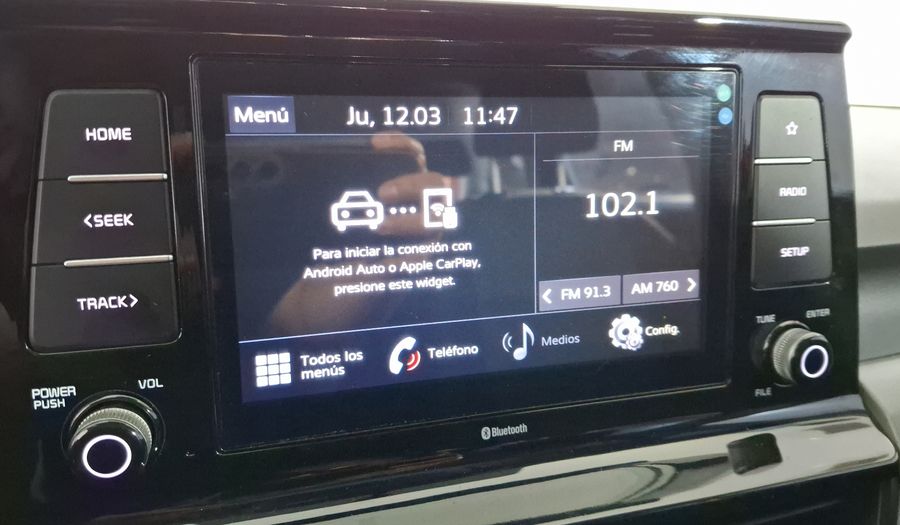 HOME
<SEEK
TRACK>
POWER
PUSH
VOL
Menú
Ju, 12.03
11:47
FM
102.1
Para iniciar la conexión con
Android Auto o Apple CarPlay,
presione este widget.
< FM 91.3
AM 760 >
Todos los
menús
Teléfono
Medios
Config.
Bluetooth
RADIO
SETUP
TUNE
ENTER
FILE